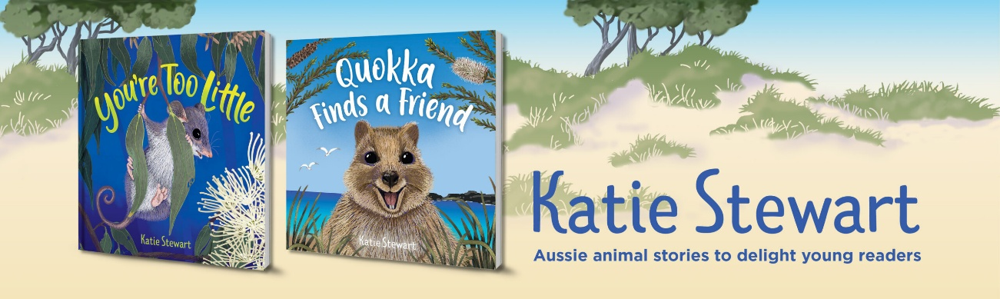 You're Too Little
Katie Stewart
Quokka
Finds a Friend
Katie Stewart
Katie Stewart
Aussie animal stories to delight young readers